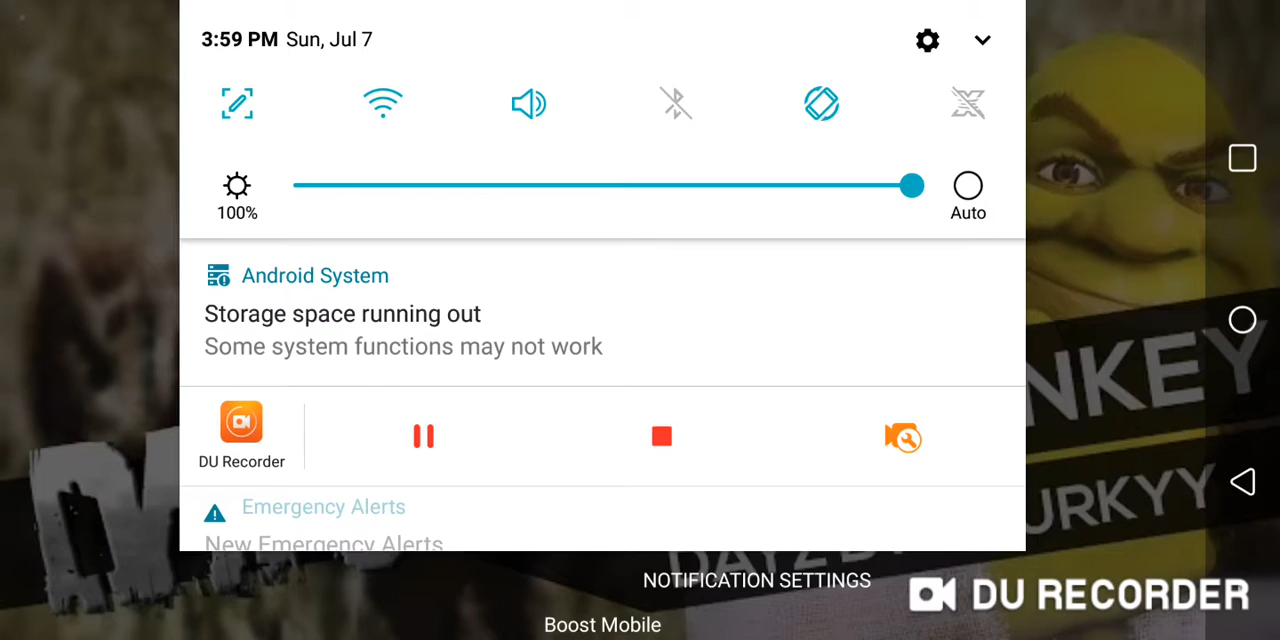 3:59 PM Sun, Jul 7
100%
Auto
Android System
Storage space running out
Some system functions may not work
DU Recorder
Emergency Alerts
New Emergency Alerts
NKEY
URKYY
NOTIFICATION SETTINGS
DU RECORDER
Boost Mobile